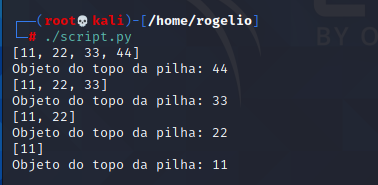 (root💀kali)-[/home/rogelio]
# ./script.py
[11, 22, 33, 44]
Objeto do topo da pilha: 44
[11, 22, 33]
Objeto do topo da pilha: 33
[11, 22]
Objeto do topo da pilha: 22
[11]
Objeto do topo da pilha: 11
BY O